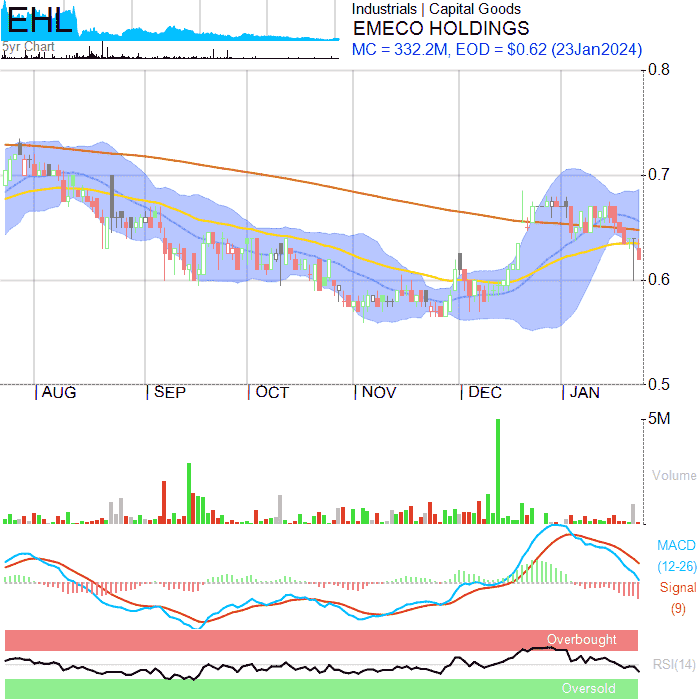 EHL
5yr Chart
Industrials | Capital Goods
EMECO HOLDINGS
MC = 332.2M, EOD = $0.62 (23Jan2024)
0.8
0.7
0.6
0.5
AUG SEP OCT NOV DEC JAN
5M
Volume
MACD
(12-26)
Signal
(9)
Overbought
RSI(14)
Oversold